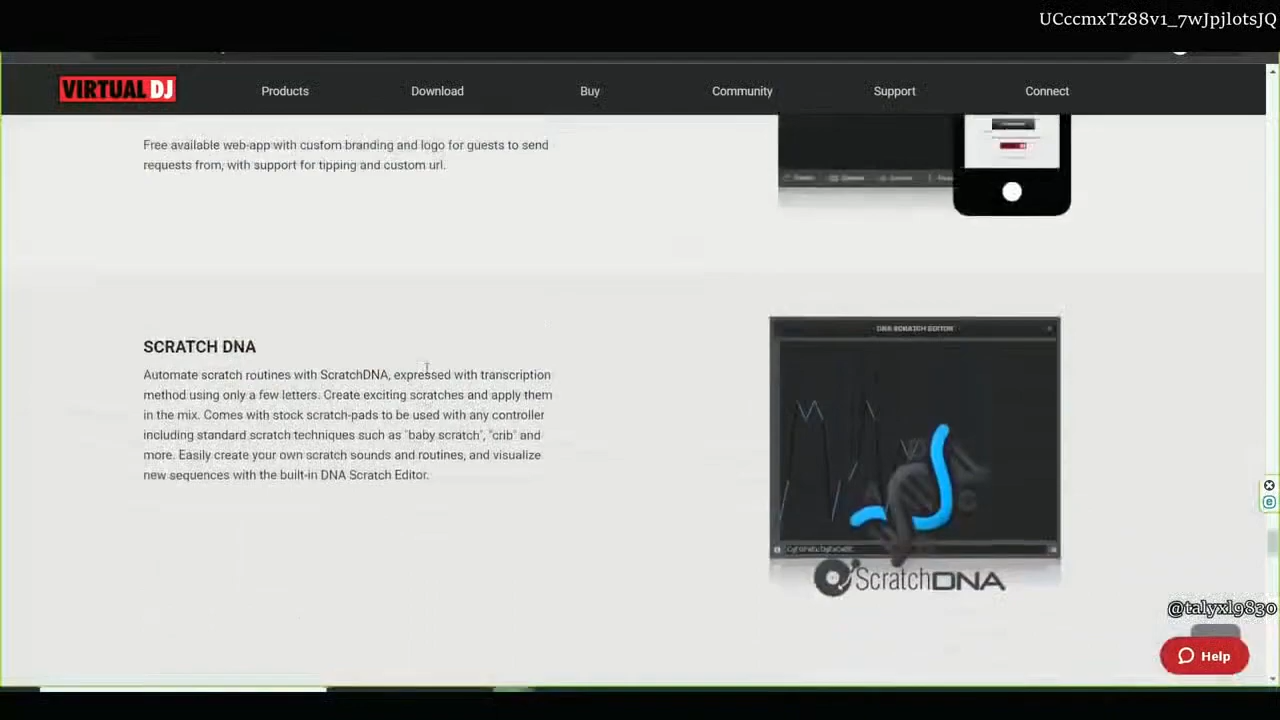 UCccmxTz88v1_7wJpjlotsJQ
VIRTUAL DJ
Products
Download
Buy
Community
Support
Connect
Free available web-app with custom branding and logo for guests to send
requests from, with support for tipping and custom url.
SCRATCH DNA
Automate scratch routines with ScratchDNA, expressed with transcription
method using only a few letters. Create exciting scratches and apply them
in the mix. Comes with stock scratch-pads to be used with any controller
including standard scratch techniques such as "baby scratch", "crib" and
more. Easily create your own scratch sounds and routines, and visualize
new sequences with the built-in DNA Scratch Editor.
DNA SCRATCH EDITOR
ScratchDNA
@talyxl9830
Help